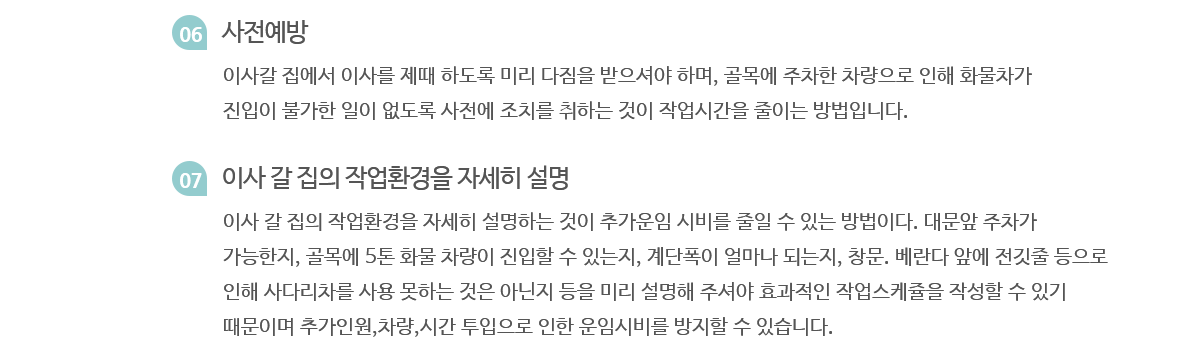 06 사전예방
이사갈 집에서 이사를 제때 하도록 미리 다짐을 받으셔야 하며, 골목에 주차한 차량으로 인해 화물차가
진입이 불가한 일이 없도록 사전에 조치를 취하는 것이 작업시간을 줄이는 방법입니다.
07 이사 갈 집의 작업환경을 자세히 설명
이사 갈 집의 작업환경을 자세히 설명하는 것이 추가운임 시비를 줄일 수 있는 방법이다. 대문앞 주차가
가능한지, 골목에 5톤 화물 차량이 진입할 수 있는지, 계단폭이 얼마나 되는지, 창문. 베란다 앞에 전깃줄 등으로
인해 사다리차를 사용 못하는 것은 아닌지 등을 미리 설명해 주셔야 효과적인 작업스케쥴을 작성할 수 있기
때문이며 추가인원,차량,시간 투입으로 인한 운임시비를 방지할 수 있습니다.